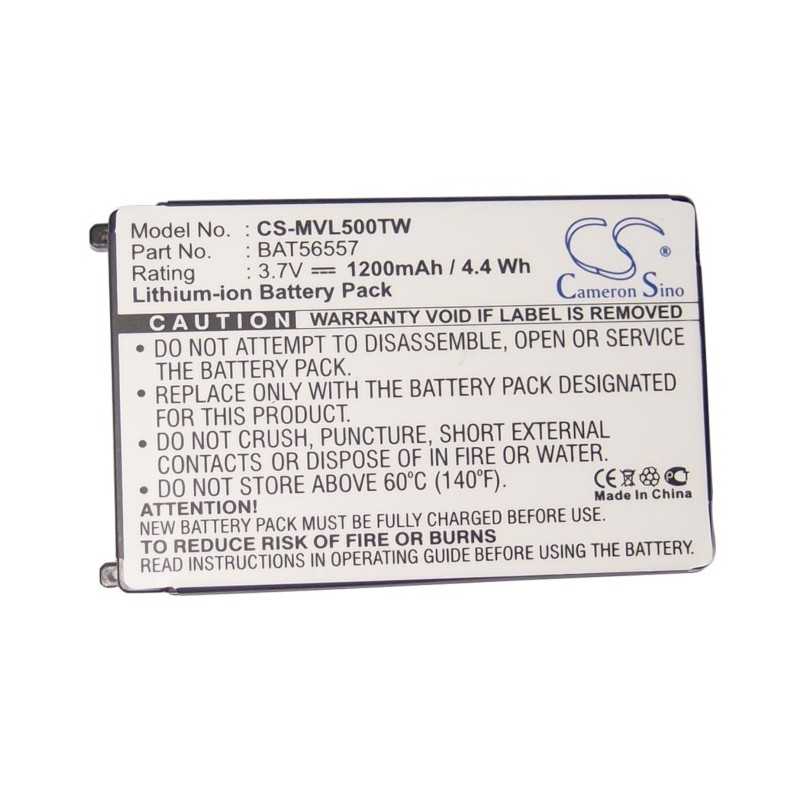 Model No. : CS-MVL500TW
Part No. : BAT56557
Rating : 3.7V ⎓ 1200mAh / 4.4 Wh
Lithium-ion Battery Pack
CS®
Cameron Sino
CAUTION WARRANTY VOID IF LABEL IS REMOVED
• DO NOT ATTEMPT TO DISASSEMBLE, OPEN OR SERVICE
THE BATTERY PACK.
• REPLACE ONLY WITH THE BATTERY PACK DESIGNATED
FOR THIS PRODUCT.
• DO NOT CRUSH, PUNCTURE, SHORT EXTERNAL
CONTACTS OR DISPOSE OF IN FIRE OR WATER.
• DO NOT STORE ABOVE 60°C (140°F).
CE
Made In China
ATTENTION!
NEW BATTERY PACK MUST BE FULLY CHARGED BEFORE USE
TO REDUCE RISK OF FIRE OR BURNS
READ INSTRUCTIONS IN OPERATING GUIDE BEFORE USE.